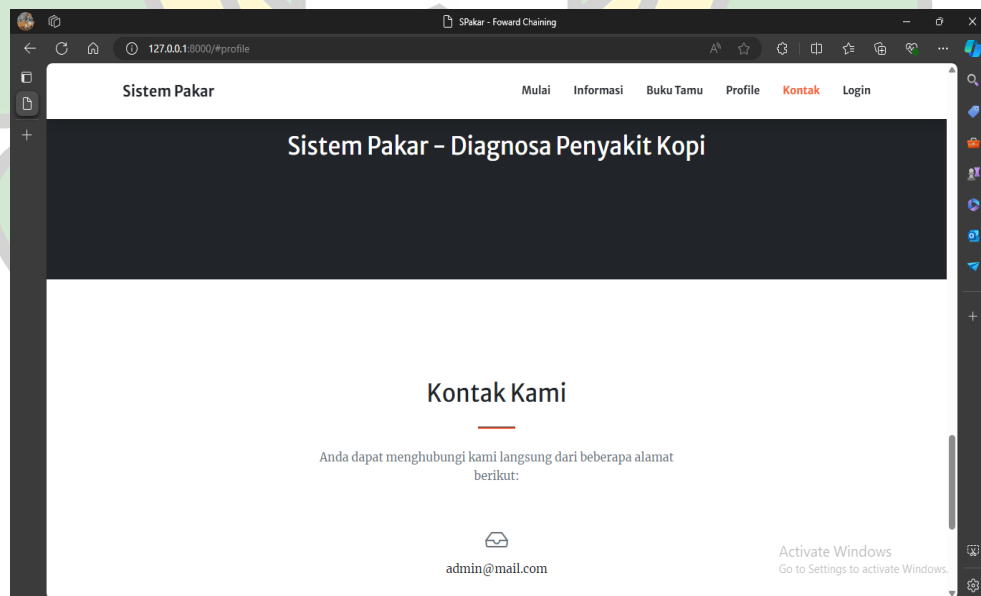 SPakar - Foward Chaining
127.0.0.1:8000/#profile
Sistem Pakar
Mulai Informasi Buku Tamu Profile Kontak Login
Sistem Pakar - Diagnosa Penyakit Kopi
Kontak Kami
Anda dapat menghubungi kami langsung dari beberapa alamat
berikut:
admin@mail.com
Activate Windows
Go to Settings to activate Windows.